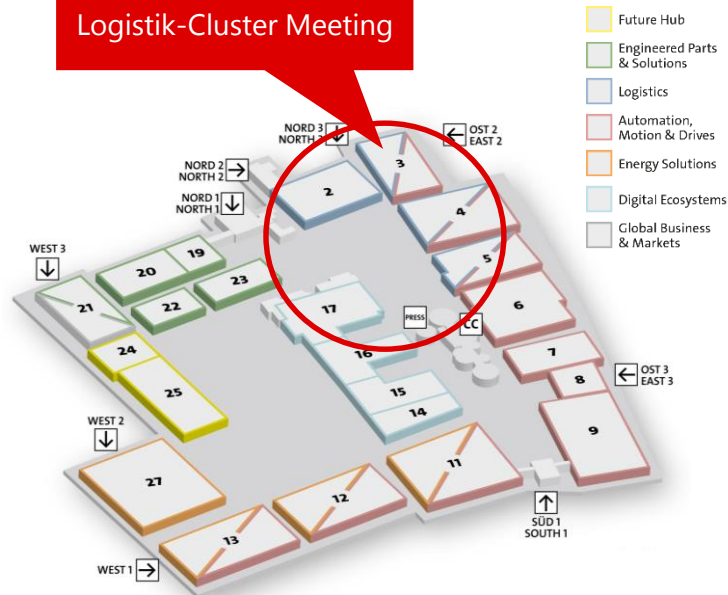 Logistik-Cluster Meeting
Future Hub
Engineered Parts
& Solutions
Logistics
Automation,
Motion & Drives
Energy Solutions
Digital Ecosystems
Global Business
& Markets
NORD 3
NORTH 3
OST 2
EAST 2
NORD 2
NORTH 2
NORD 1
NORTH 1
WEST 3
3
2
4
5
19
20
23
22
21
17
PRESS
CC
6
24
16
7
8
OST 3
EAST 3
25
15
14
9
WEST 2
11
27
12
13
SÜD 1
SOUTH 1
WEST 1